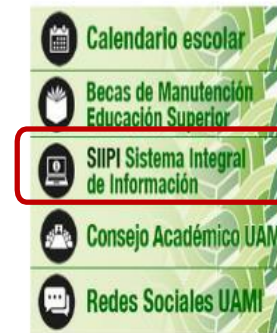 Calendario escolar
Becas de Manutención
Educación Superior
SIIPI Sistema Integral
de Información
Consejo Académico UAM
Redes Sociales UAMI